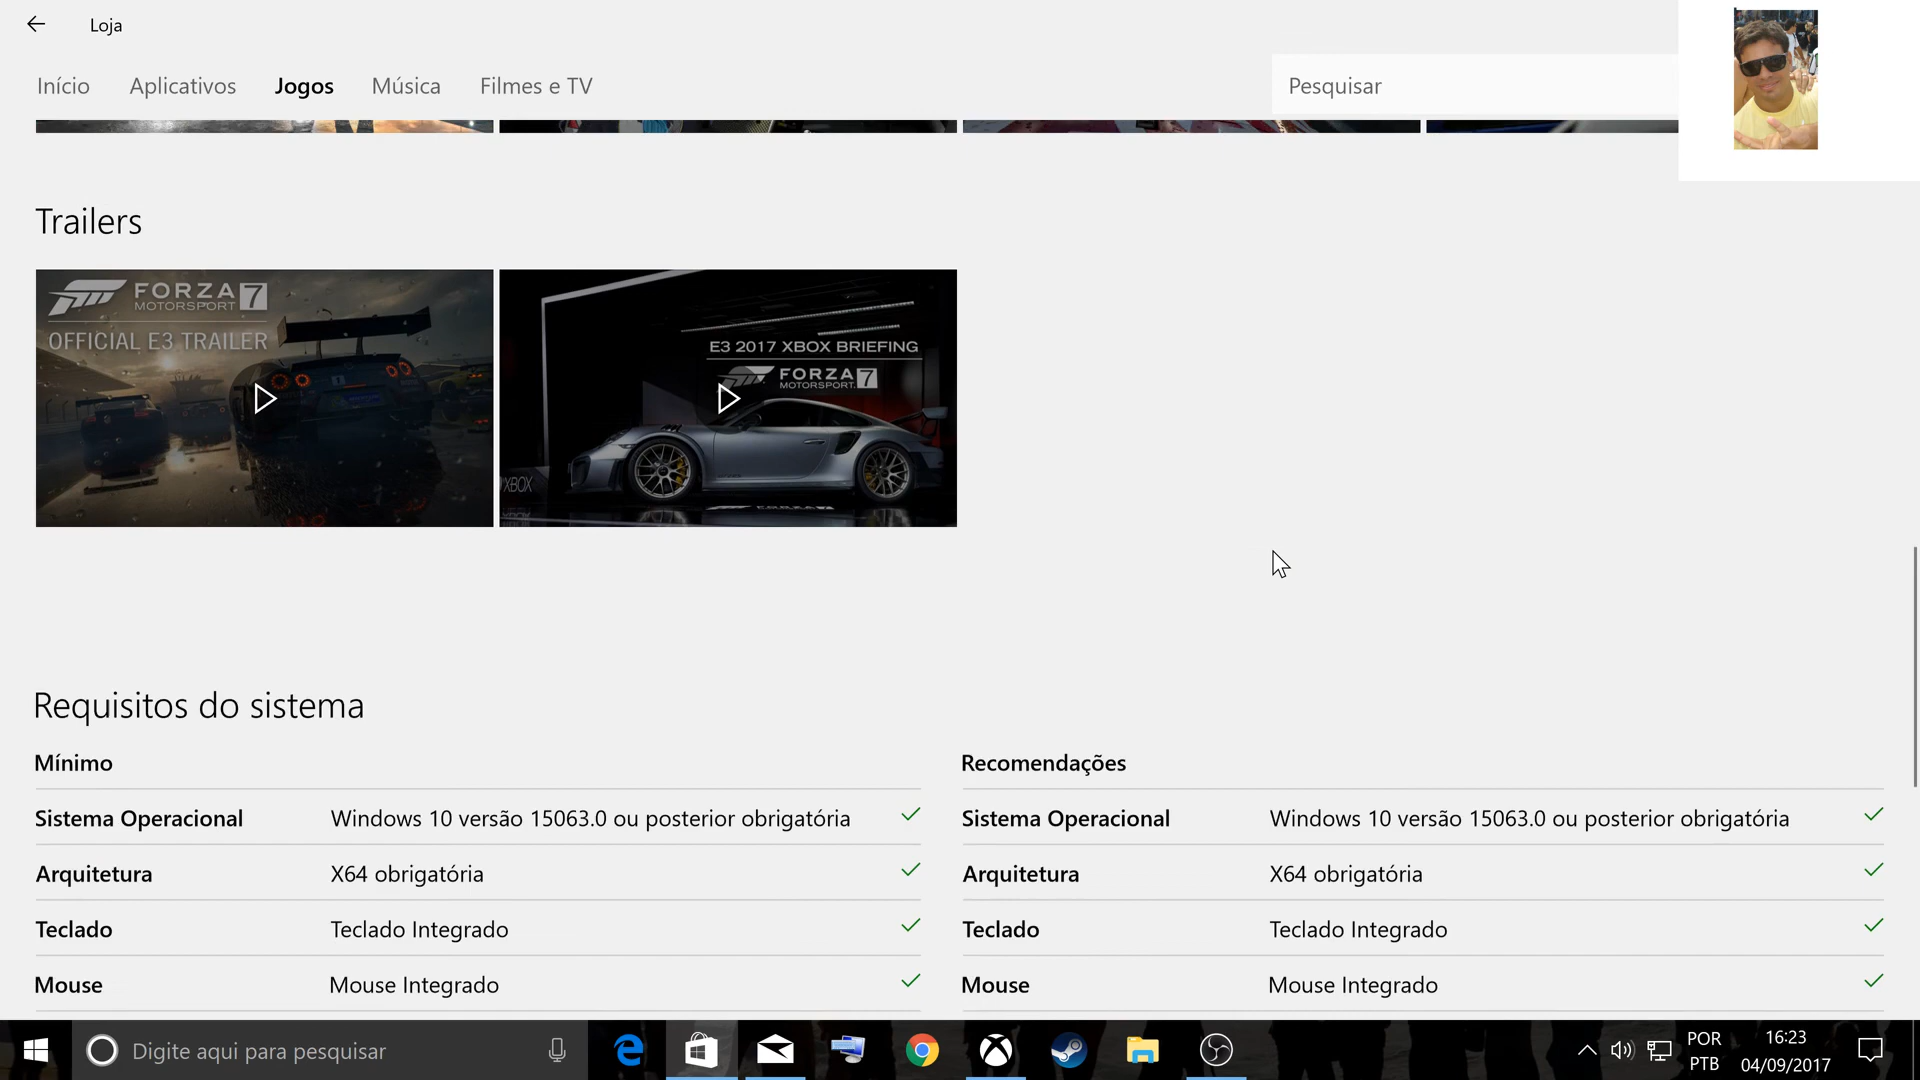 Loja
Início Aplicativos Jogos Música Filmes e TV Pesquisar
Trailers
FORZA 7
MOTORSPORT
OFFICIAL E3 TRAILER
E3 2017 XBOX BRIEFING
FORZA 7
MOTORSPORT
XBOX
Requisitos do sistema
Mínimo Recomendações
Sistema Operacional Windows 10 versão 15063.0 ou posterior obrigatória Sistema Operacional Windows 10 versão 15063.0 ou posterior obrigatória
Arquitetura X64 obrigatória Arquitetura X64 obrigatória
Teclado Teclado Integrado Teclado Teclado Integrado
Mouse Mouse Integrado Mouse Mouse Integrado
Digite aqui para pesquisar
POR 16:23
PTB 04/09/2017